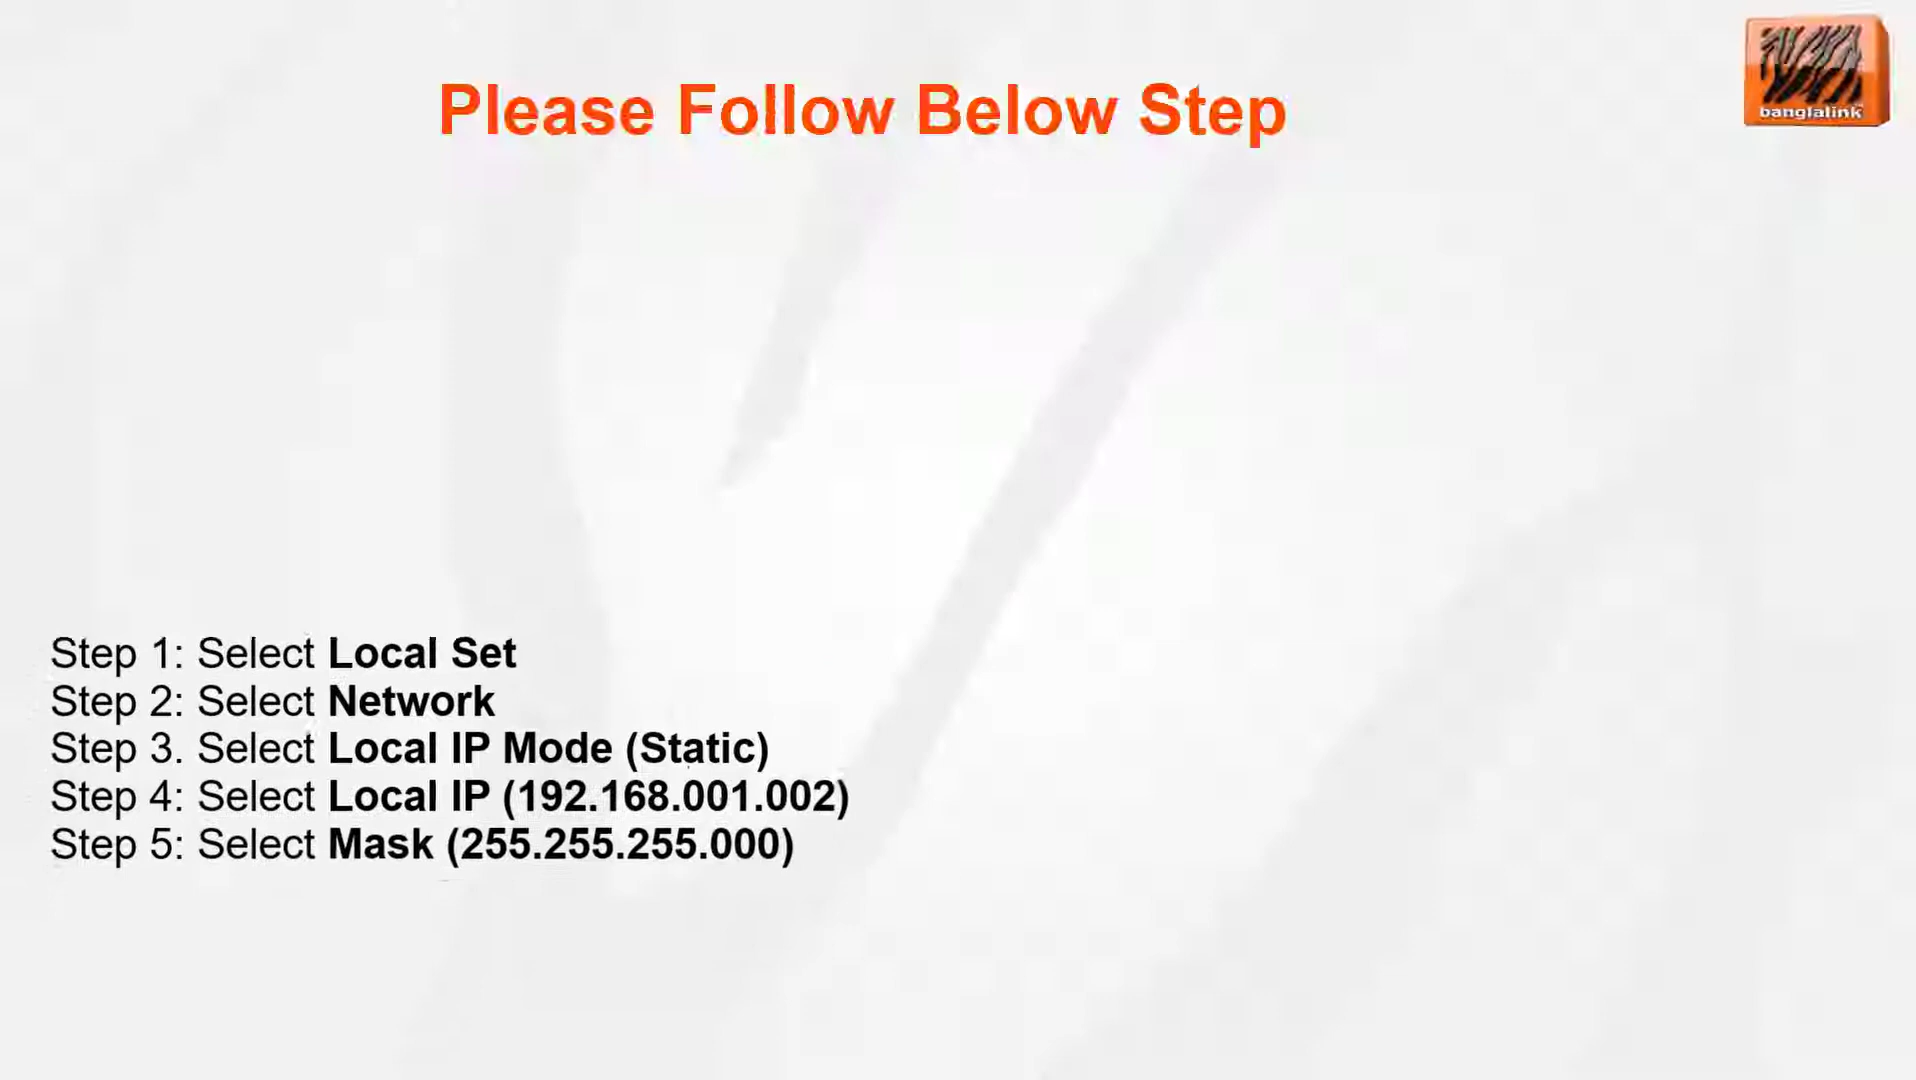 Please Follow Below Step
banglalink
Step 1: Select Local Set
Step 2: Select Network
Step 3. Select Local IP Mode (Static)
Step 4: Select Local IP (192.168.001.002)
Step 5: Select Mask (255.255.255.000)